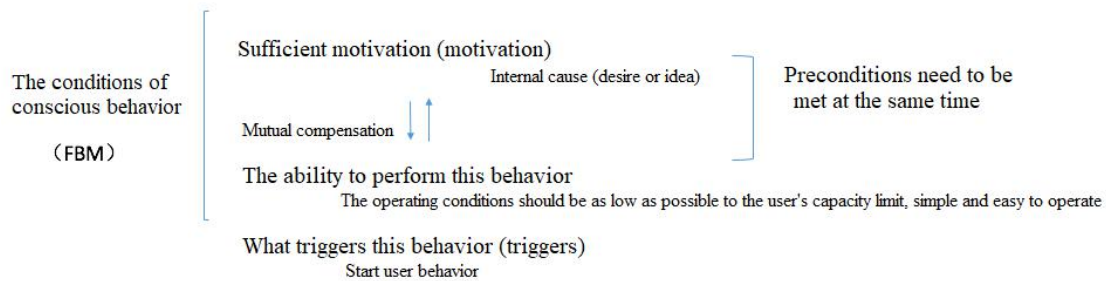 Sufficient motivation (motivation)
Internal cause (desire or idea)
Preconditions need to be
met at the same time
The conditions of
conscious behavior
（FBM）
Mutual compensation
The ability to perform this behavior
The operating conditions should be as low as possible to the user's capacity limit, simple and easy to operate
What triggers this behavior (triggers)
Start user behavior